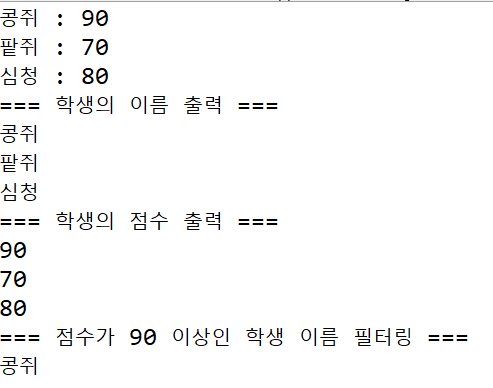 콩쥐 : 90
팥쥐 : 70
심청 : 80
=== 학생의 이름 출력 ===
콩쥐
팥쥐
심청
=== 학생의 점수 출력 ===
90
70
80
=== 점수가 90 이상인 학생 이름 필터링 ===
콩쥐